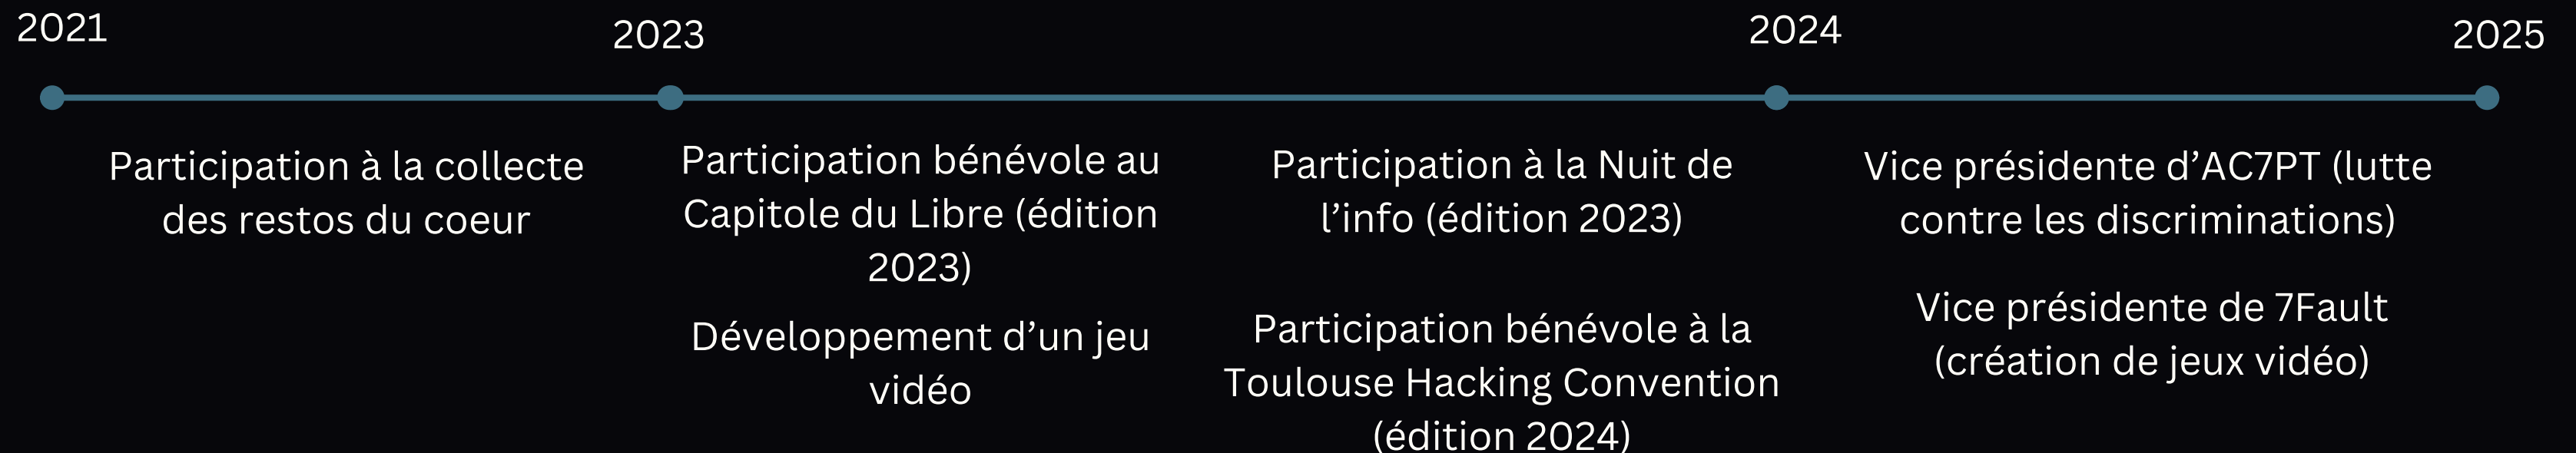 2021
2023
2024
2025
Participation à la collecte
des restos du coeur
Participation bénévole au
Capitole du Libre (édition
2023)
Développement d’un jeu
vidéo
Participation à la Nuit de
l’info (édition 2023)
Participation bénévole à la
Toulouse Hacking Convention
(édition 2024)
Vice présidente d’AC7PT (lutte
contre les discriminations)
Vice présidente de 7Fault
(création de jeux vidéo)